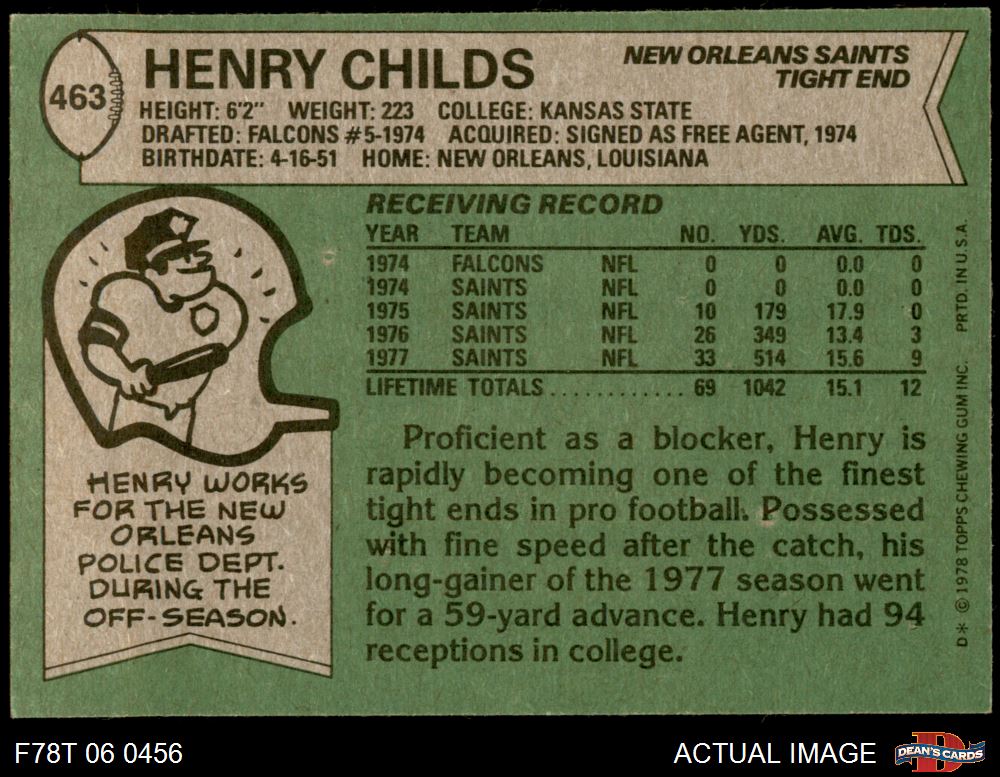 463
HENRY CHILDS
NEW ORLEANS SAINTS
TIGHT END
HEIGHT: 6'2" WEIGHT: 223 COLLEGE: KANSAS STATE
DRAFTED: FALCONS #5-1974 ACQUIRED: SIGNED AS FREE AGENT, 1974
BIRTHDATE: 4-16-51 HOME: NEW ORLEANS, LOUISIANA
RECEIVING RECORD
YEAR TEAM NO. YDS. AVG. TDS.
1974 FALCONS NFL 0 0 0.0 0
1974 SAINTS NFL 0 0 0.0 0
1975 SAINTS NFL 10 179 17.9 0
1976 SAINTS NFL 26 349 13.4 3
1977 SAINTS NFL 33 514 15.6 9
LIFETIME TOTALS............ 69 1042 15.1 12
Proficient as a blocker, Henry is
rapidly becoming one of the finest
tight ends in pro football. Possessed
with fine speed after the catch, his
long-gainer of the 1977 season went
for a 59-yard advance. Henry had 94
receptions in college.
HENRY WORKS
FOR THE NEW
ORLEANS
POLICE DEPT.
DURING THE
OFF-SEASON.
D* © 1978 TOPPS CHEWING GUM INC. PRTD. IN U.S.A.
F78T 06 0456
ACTUAL IMAGE
D
DEAN'S CARDS